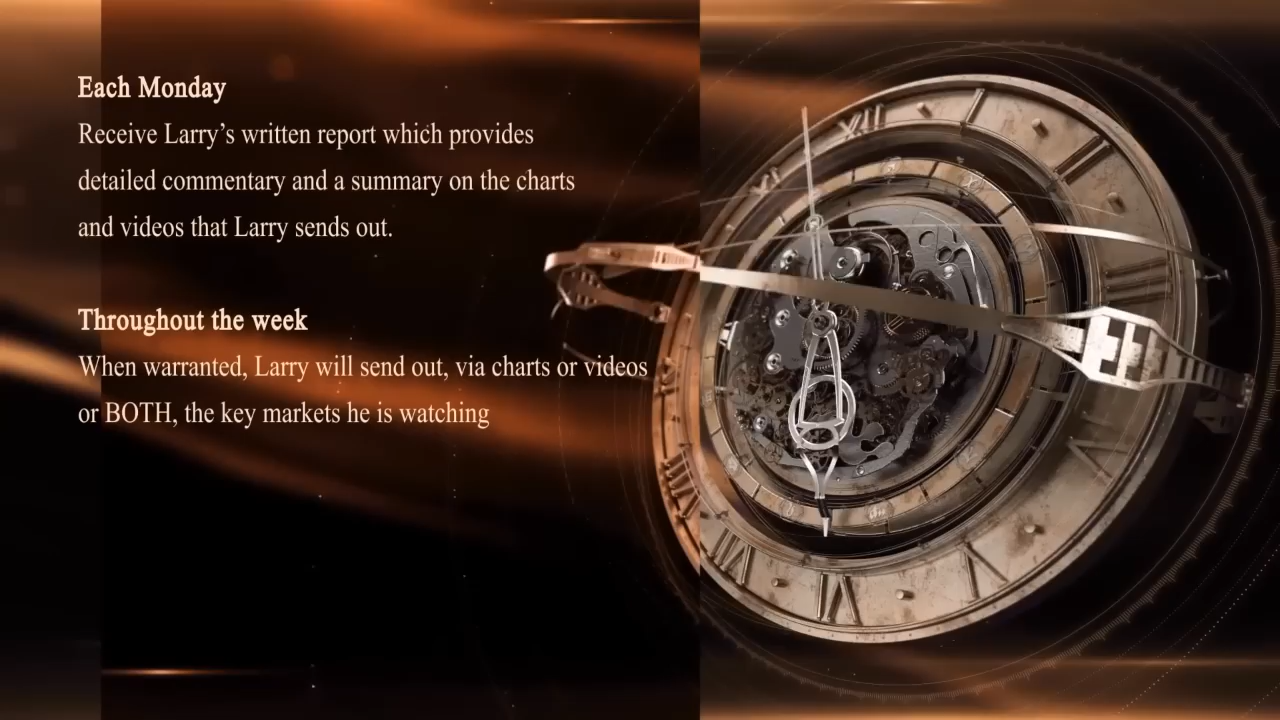 Each Monday
Receive Larry’s written report which provides
detailed commentary and a summary on the charts
and videos that Larry sends out.
Throughout the week
When warranted, Larry will send out, via charts or videos
or BOTH, the key markets he is watching
XII